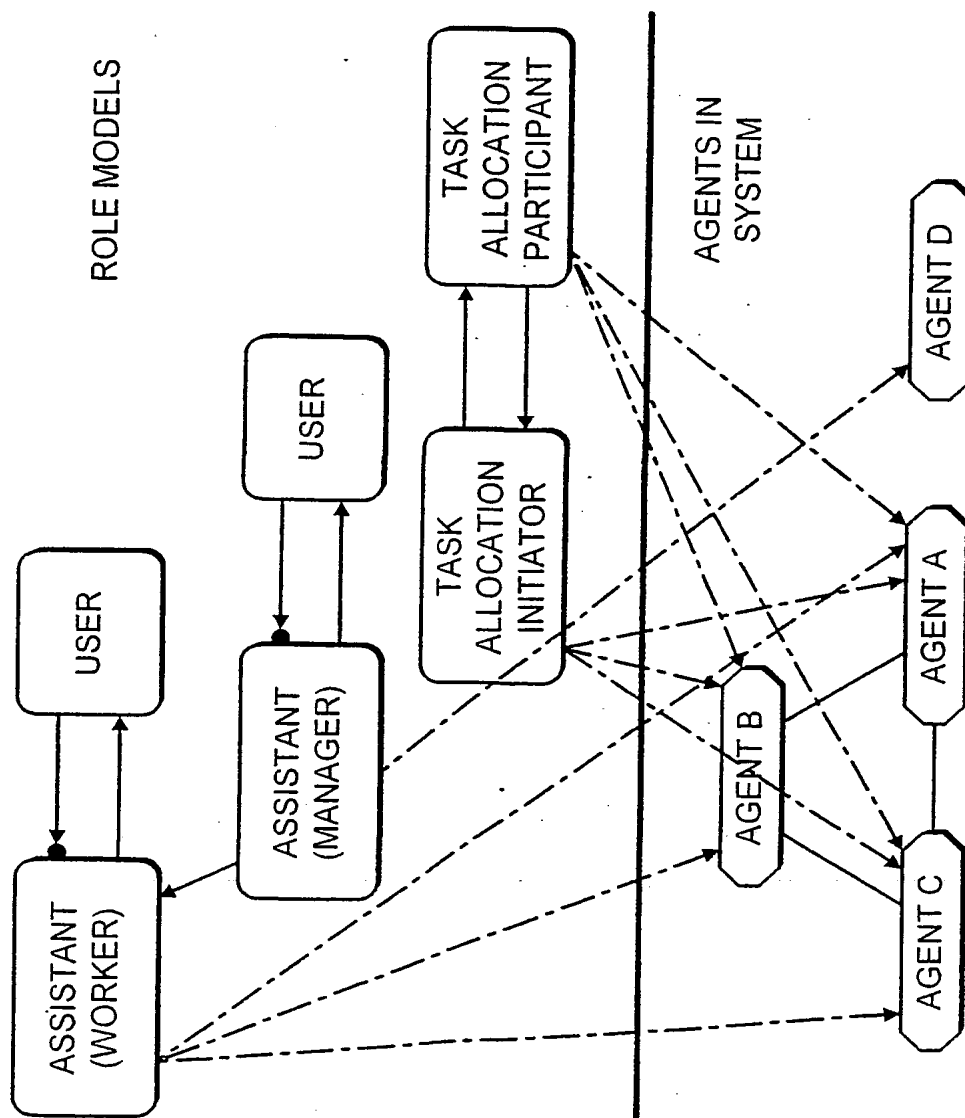 ROLE MODELS
ASSISTANT
(WORKER)
USER
ASSISTANT
(MANAGER)
USER
TASK
ALLOCATION
INITIATOR
TASK
ALLOCATION
PARTICIPANT
AGENTS IN
SYSTEM
AGENT B
AGENT C
AGENT A
AGENT D